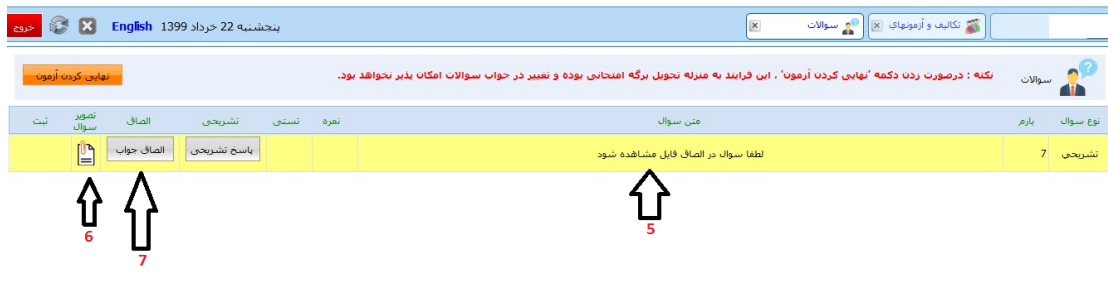 تکالیف و آزمونهای
سوالات
پنجشنبه 22 خرداد 1399 English
خروج
سوالات
نکته : درصورت زدن دکمه 'نهایی کردن آزمون' ، این فرایند به منزله تحویل برگه امتحانی بوده و تغییر در جواب سوالات امکان پذیر نخواهد بود.
نهایی کردن آزمون
نوع سوال بارم متن سوال نمره تستی تشریحی الصاق تصویر سوال ثبت
تشریحی 7 لطفا سوال در الصاق فایل مشاهده شود پاسخ تشریحی الصاق جواب
5
6
7